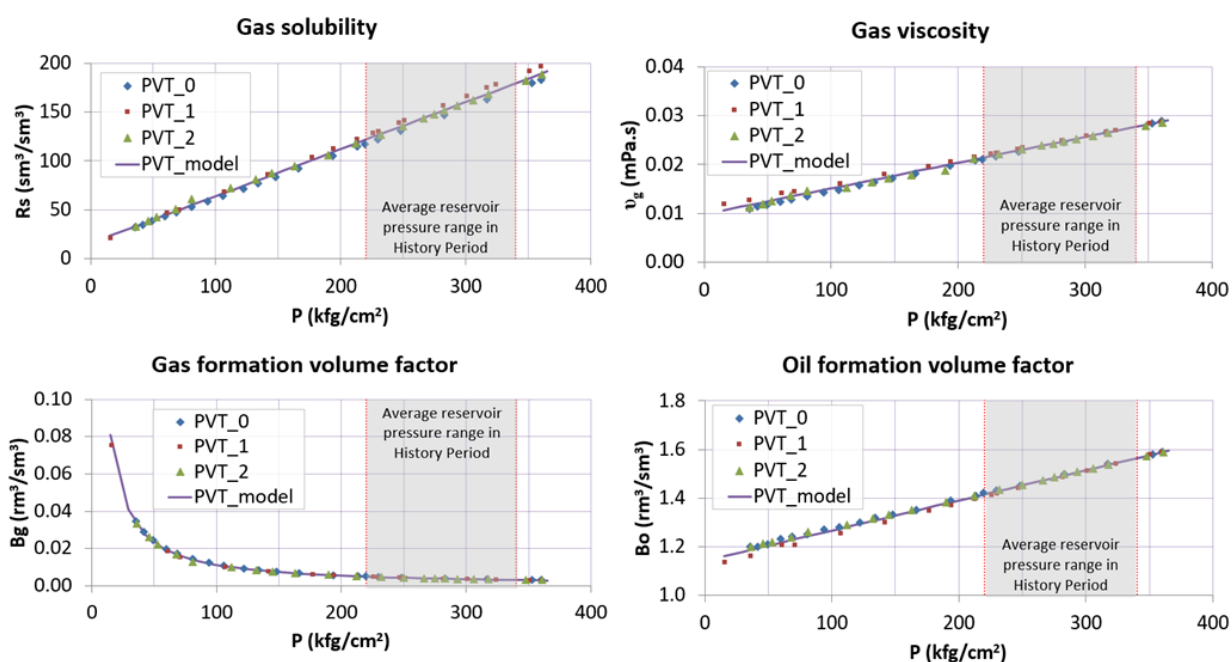 Gas solubility
200
150
100
50
0
Rs (sm³/sm³)
PVT_0
PVT_1
PVT_2
PVT_model
Average reservoir
pressure range in
History Period
0 100 200 300 400
P (kfg/cm²)
Gas viscosity
0.04
0.03
0.02
0.01
0.00
υg (mPa.s)
PVT_0
PVT_1
PVT_2
PVT_model
Average reservoir
pressure range in
History Period
0 100 200 300 400
P (kfg/cm²)
Gas formation volume factor
0.10
0.08
0.06
0.04
0.02
0.00
Bg (rm³/sm³)
PVT_0
PVT_1
PVT_2
PVT_model
Average reservoir
pressure range in
History Period
0 100 200 300 400
P (kfg/cm²)
Oil formation volume factor
1.8
1.6
1.4
1.2
1.0
Bo (rm³/sm³)
PVT_0
PVT_1
PVT_2
PVT_model
Average reservoir
pressure range in
History Period
0 100 200 300 400
P (kfg/cm²)